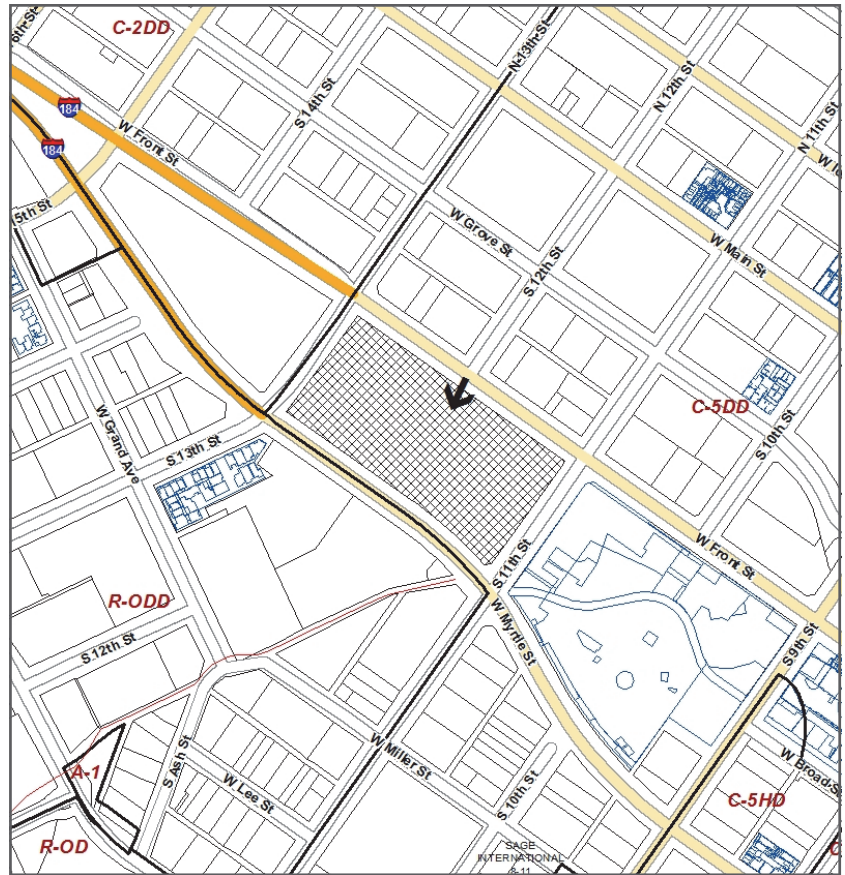 C-2DD
N 13th St
S 14th St
N 12th St
184
N 11th St
W Front St
184
5th St
W Grove St
W Main St
S 12th St
C-5DD
S 10th St
W Grand Ave
S 13th St
W Front St
S 11th St
R-ODD
W Myrtle St
S 12th St
S 9th St
S Ash St
W Miller St
W Broad St
A-1
W Lee St
S 10th St
C-5HD
R-OD
SAGE
INTERNATIONAL
8-11